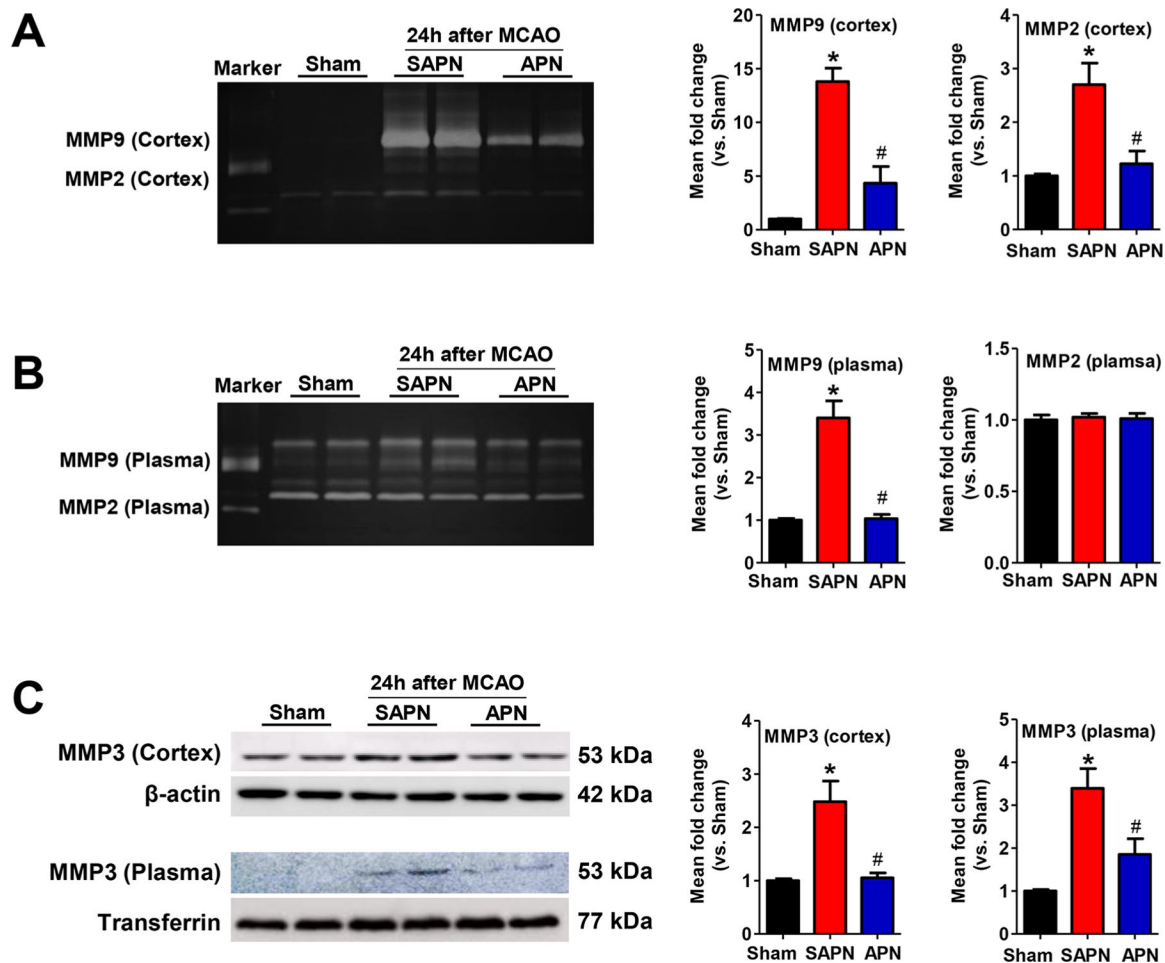 A
24h after MCAO
Marker Sham SAPN APN
MMP9 (Cortex)
MMP2 (Cortex)
MMP9 (cortex)
Mean fold change
(vs. Sham)
20
15
10
5
0
*
#
Sham SAPN APN
MMP2 (cortex)
Mean fold change
(vs. Sham)
4
3
2
1
0
*
#
Sham SAPN APN
B
24h after MCAO
Marker Sham SAPN APN
MMP9 (Plasma)
MMP2 (Plasma)
MMP9 (plasma)
Mean fold change
(vs. Sham)
5
4
3
2
1
0
*
#
Sham SAPN APN
MMP2 (plamsa)
Mean fold change
(vs. Sham)
1.5
1.0
0.5
0.0
Sham SAPN APN
C
24h after MCAO
Sham SAPN APN
MMP3 (Cortex) 53 kDa
β-actin 42 kDa
MMP3 (Plasma) 53 kDa
Transferrin 77 kDa
MMP3 (cortex)
Mean fold change
(vs. Sham)
4
3
2
1
0
*
#
Sham SAPN APN
MMP3 (plasma)
Mean fold change
(vs. Sham)
5
4
3
2
1
0
*
#
Sham SAPN APN